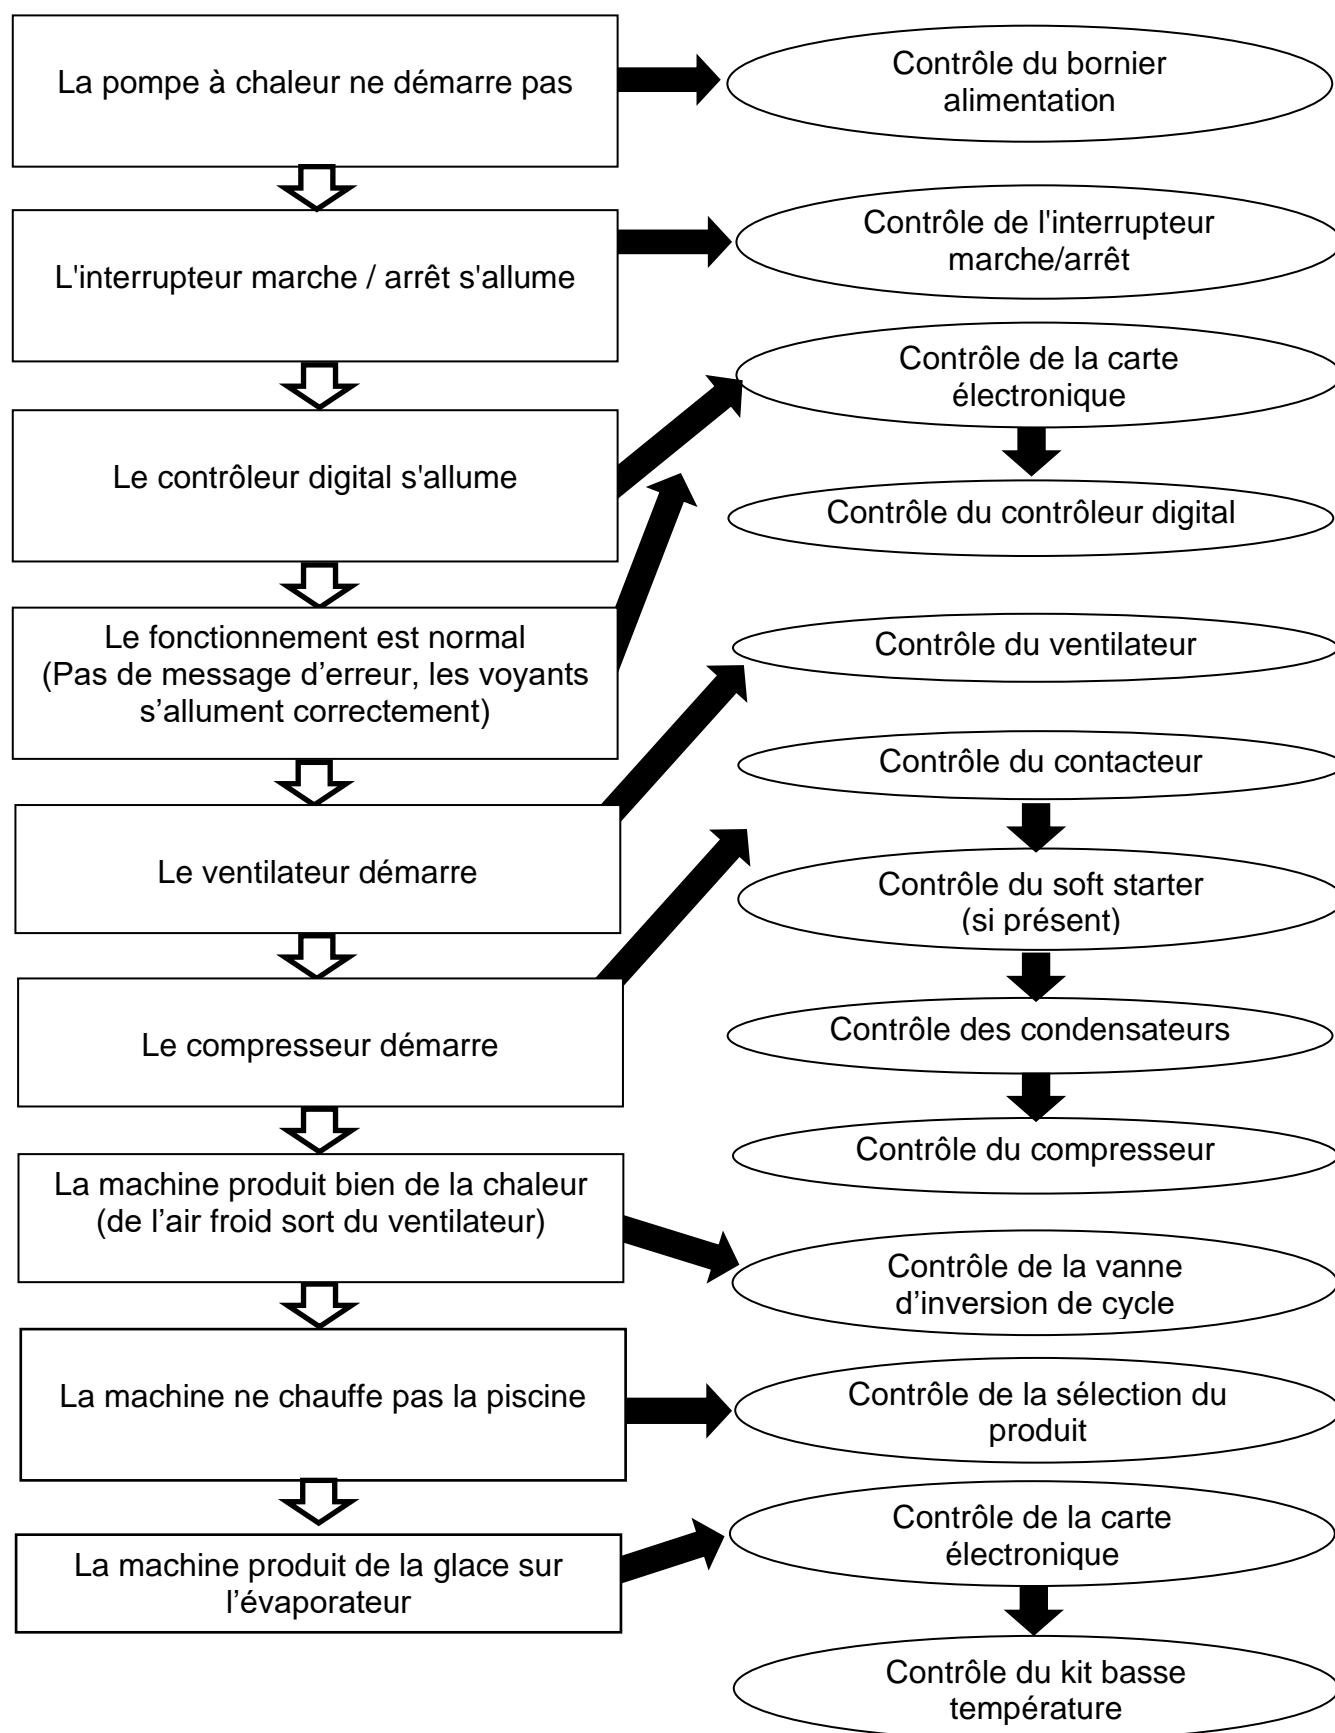 La pompe à chaleur ne démarre pas
Contrôle du bornier
alimentation
L'interrupteur marche / arrêt s'allume
Contrôle de l'interrupteur
marche/arrêt
Contrôle de la carte
électronique
Le contrôleur digital s'allume
Contrôle du contrôleur digital
Le fonctionnement est normal
(Pas de message d’erreur, les voyants
s’allument correctement)
Contrôle du ventilateur
Contrôle du contacteur
Le ventilateur démarre
Contrôle du soft starter
(si présent)
Le compresseur démarre
Contrôle des condensateurs
Contrôle du compresseur
La machine produit bien de la chaleur
(de l’air froid sort du ventilateur)
Contrôle de la vanne
d’inversion de cycle
La machine ne chauffe pas la piscine
Contrôle de la sélection du
produit
La machine produit de la glace sur
l’évaporateur
Contrôle de la carte
électronique
Contrôle du kit basse
température